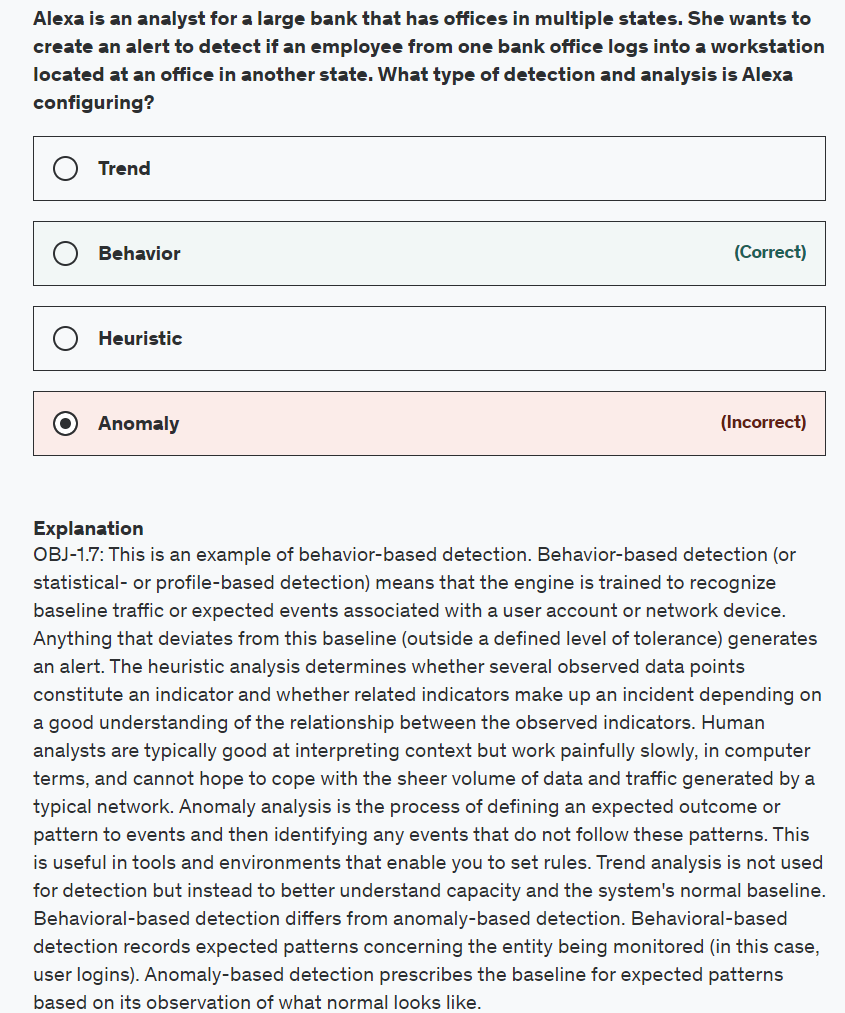 Alexa is an analyst for a large bank that has offices in multiple states. She wants to
create an alert to detect if an employee from one bank office logs into a workstation
located at an office in another state. What type of detection and analysis is Alexa
configuring?
Trend
Behavior (Correct)
Heuristic
Anomaly (Incorrect)
Explanation
OBJ-1.7: This is an example of behavior-based detection. Behavior-based detection (or
statistical- or profile-based detection) means that the engine is trained to recognize
baseline traffic or expected events associated with a user account or network device.
Anything that deviates from this baseline (outside a defined level of tolerance) generates
an alert. The heuristic analysis determines whether several observed data points
constitute an indicator and whether related indicators make up an incident depending on
a good understanding of the relationship between the observed indicators. Human
analysts are typically good at interpreting context but work painfully slowly, in computer
terms, and cannot hope to cope with the sheer volume of data and traffic generated by a
typical network. Anomaly analysis is the process of defining an expected outcome or
pattern to events and then identifying any events that do not follow these patterns. This
is useful in tools and environments that enable you to set rules. Trend analysis is not used
for detection but instead to better understand capacity and the system's normal baseline.
Behavioral-based detection differs from anomaly-based detection. Behavioral-based
detection records expected patterns concerning the entity being monitored (in this case,
user logins). Anomaly-based detection prescribes the baseline for expected patterns
based on its observation of what normal looks like.